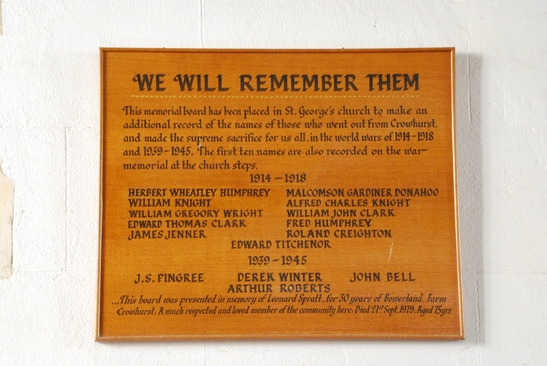 WE WILL REMEMBER THEM
This memorial board has been placed in St. George's church to make an
additional record of the names of those who went out from Crowhurst,
and made the supreme sacrifice for us all, in the world wars of 1914-1918
and 1939-1945. The first ten names are also recorded on the war-
memorial at the church steps.
1914-1918
HERBERT WHEATLEY HUMPHREY MALCOMSON GARDINER DONAHOO
WILLIAM KNIGHT ALFRED CHARLES KNIGHT
WILLIAM GREGORY WRIGHT WILLIAM JOHN CLARK
EDWARD THOMAS CLARK FRED HUMPHREY
JAMES JENNER ROLAND CREIGHTON
EDWARD TITCHENOR
1939-1945
J.S. PINGREE DEREK WINTER JOHN BELL
ARTHUR ROBERTS
...This board was presented in memory of Leonard Spratt, for 30 years of Bowerland Farm
Crowhurst; A much respected and loved member of the community here: Died 21st Sept. 1979. Aged 75yrs